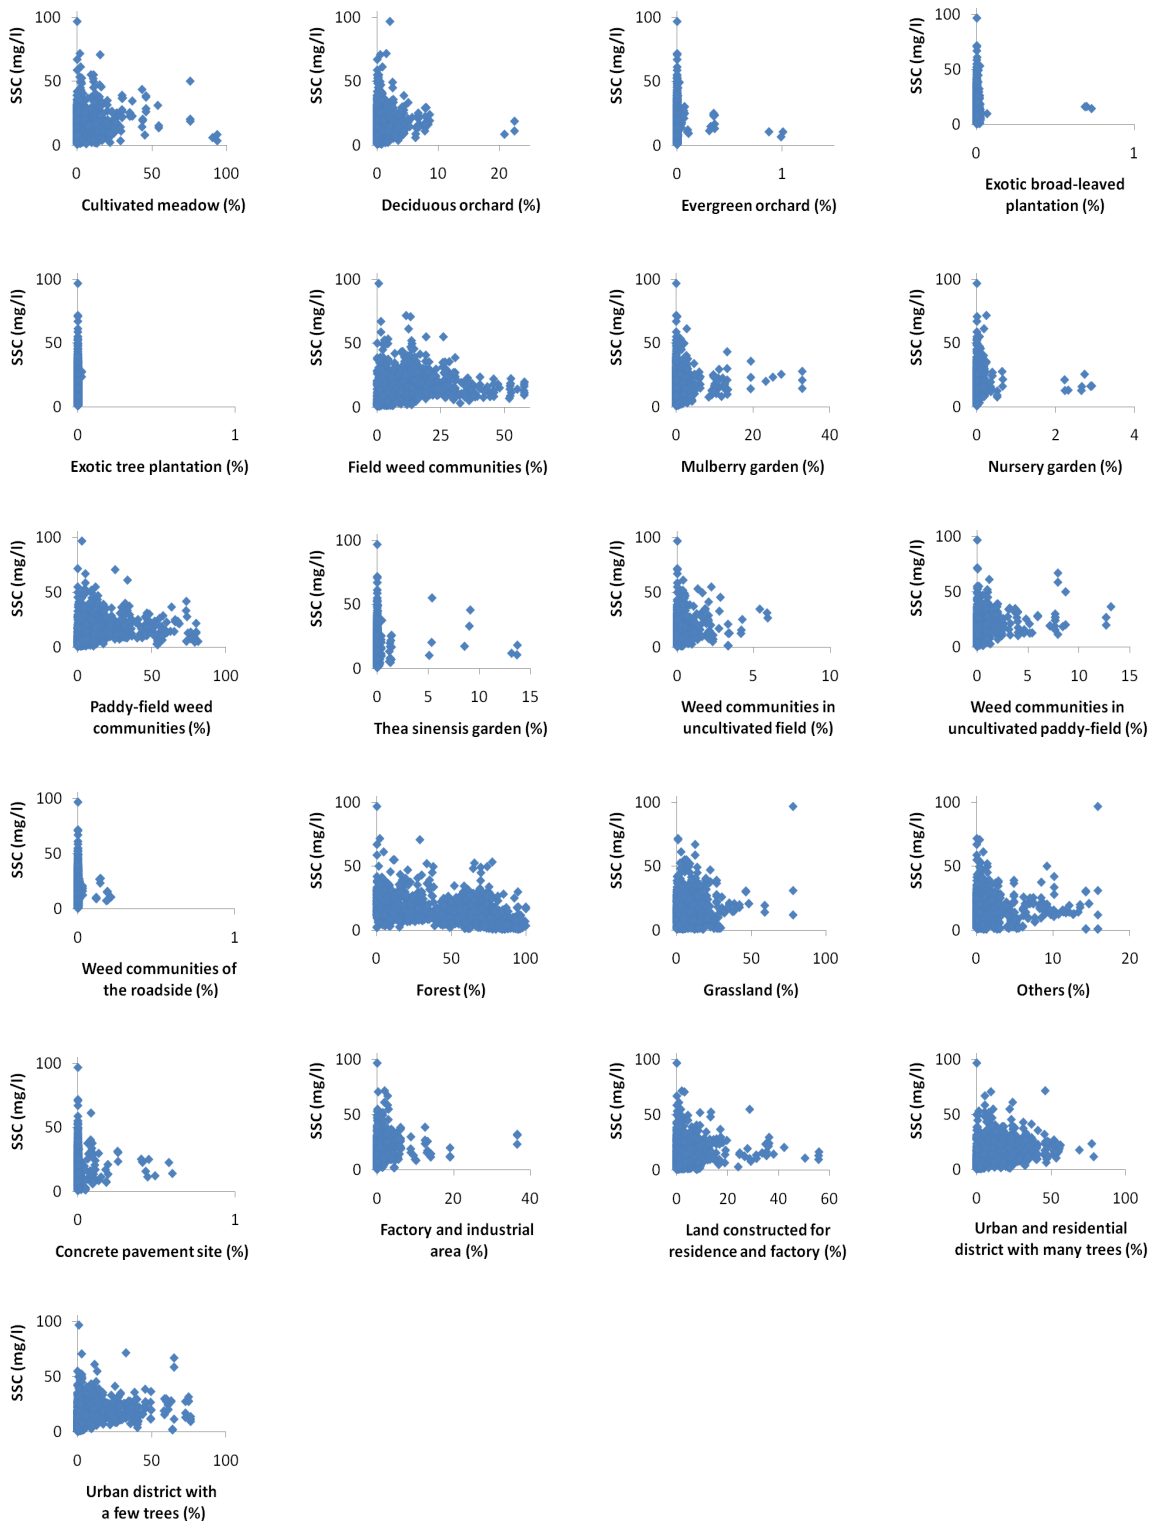 SSC (mg/l)
100
50
0
0 50 100
Cultivated meadow (%)
SSC (mg/l)
100
50
0
0 10 20
Deciduous orchard (%)
SSC (mg/l)
100
50
0
0 1
Evergreen orchard (%)
SSC (mg/l)
100
50
0
0 1
Exotic broad-leaved
plantation (%)
SSC (mg/l)
100
50
0
0 1
Exotic tree plantation (%)
SSC (mg/l)
100
50
0
0 25 50
Field weed communities (%)
SSC (mg/l)
100
50
0
0 20 40
Mulberry garden (%)
SSC (mg/l)
100
50
0
0 2 4
Nursery garden (%)
SSC (mg/l)
100
50
0
0 50 100
Paddy-field weed
communities (%)
SSC (mg/l)
100
50
0
0 5 10 15
Thea sinensis garden (%)
SSC (mg/l)
100
50
0
0 5 10
Weed communities in
uncultivated field (%)
SSC (mg/l)
100
50
0
0 5 10 15
Weed communities in
uncultivated paddy-field (%)
SSC (mg/l)
100
50
0
0 1
Weed communities of
the roadside (%)
SSC (mg/l)
100
50
0
0 50 100
Forest (%)
SSC (mg/l)
100
50
0
0 50 100
Grassland (%)
SSC (mg/l)
100
50
0
0 10 20
Others (%)
SSC (mg/l)
100
50
0
0 1
Concrete pavement site (%)
SSC (mg/l)
100
50
0
0 20 40
Factory and industrial
area (%)
SSC (mg/l)
100
50
0
0 20 40 60
Land constructed for
residence and factory (%)
SSC (mg/l)
100
50
0
0 50 100
Urban and residential
district with many trees (%)
SSC (mg/l)
100
50
0
0 50 100
Urban district with
a few trees (%)